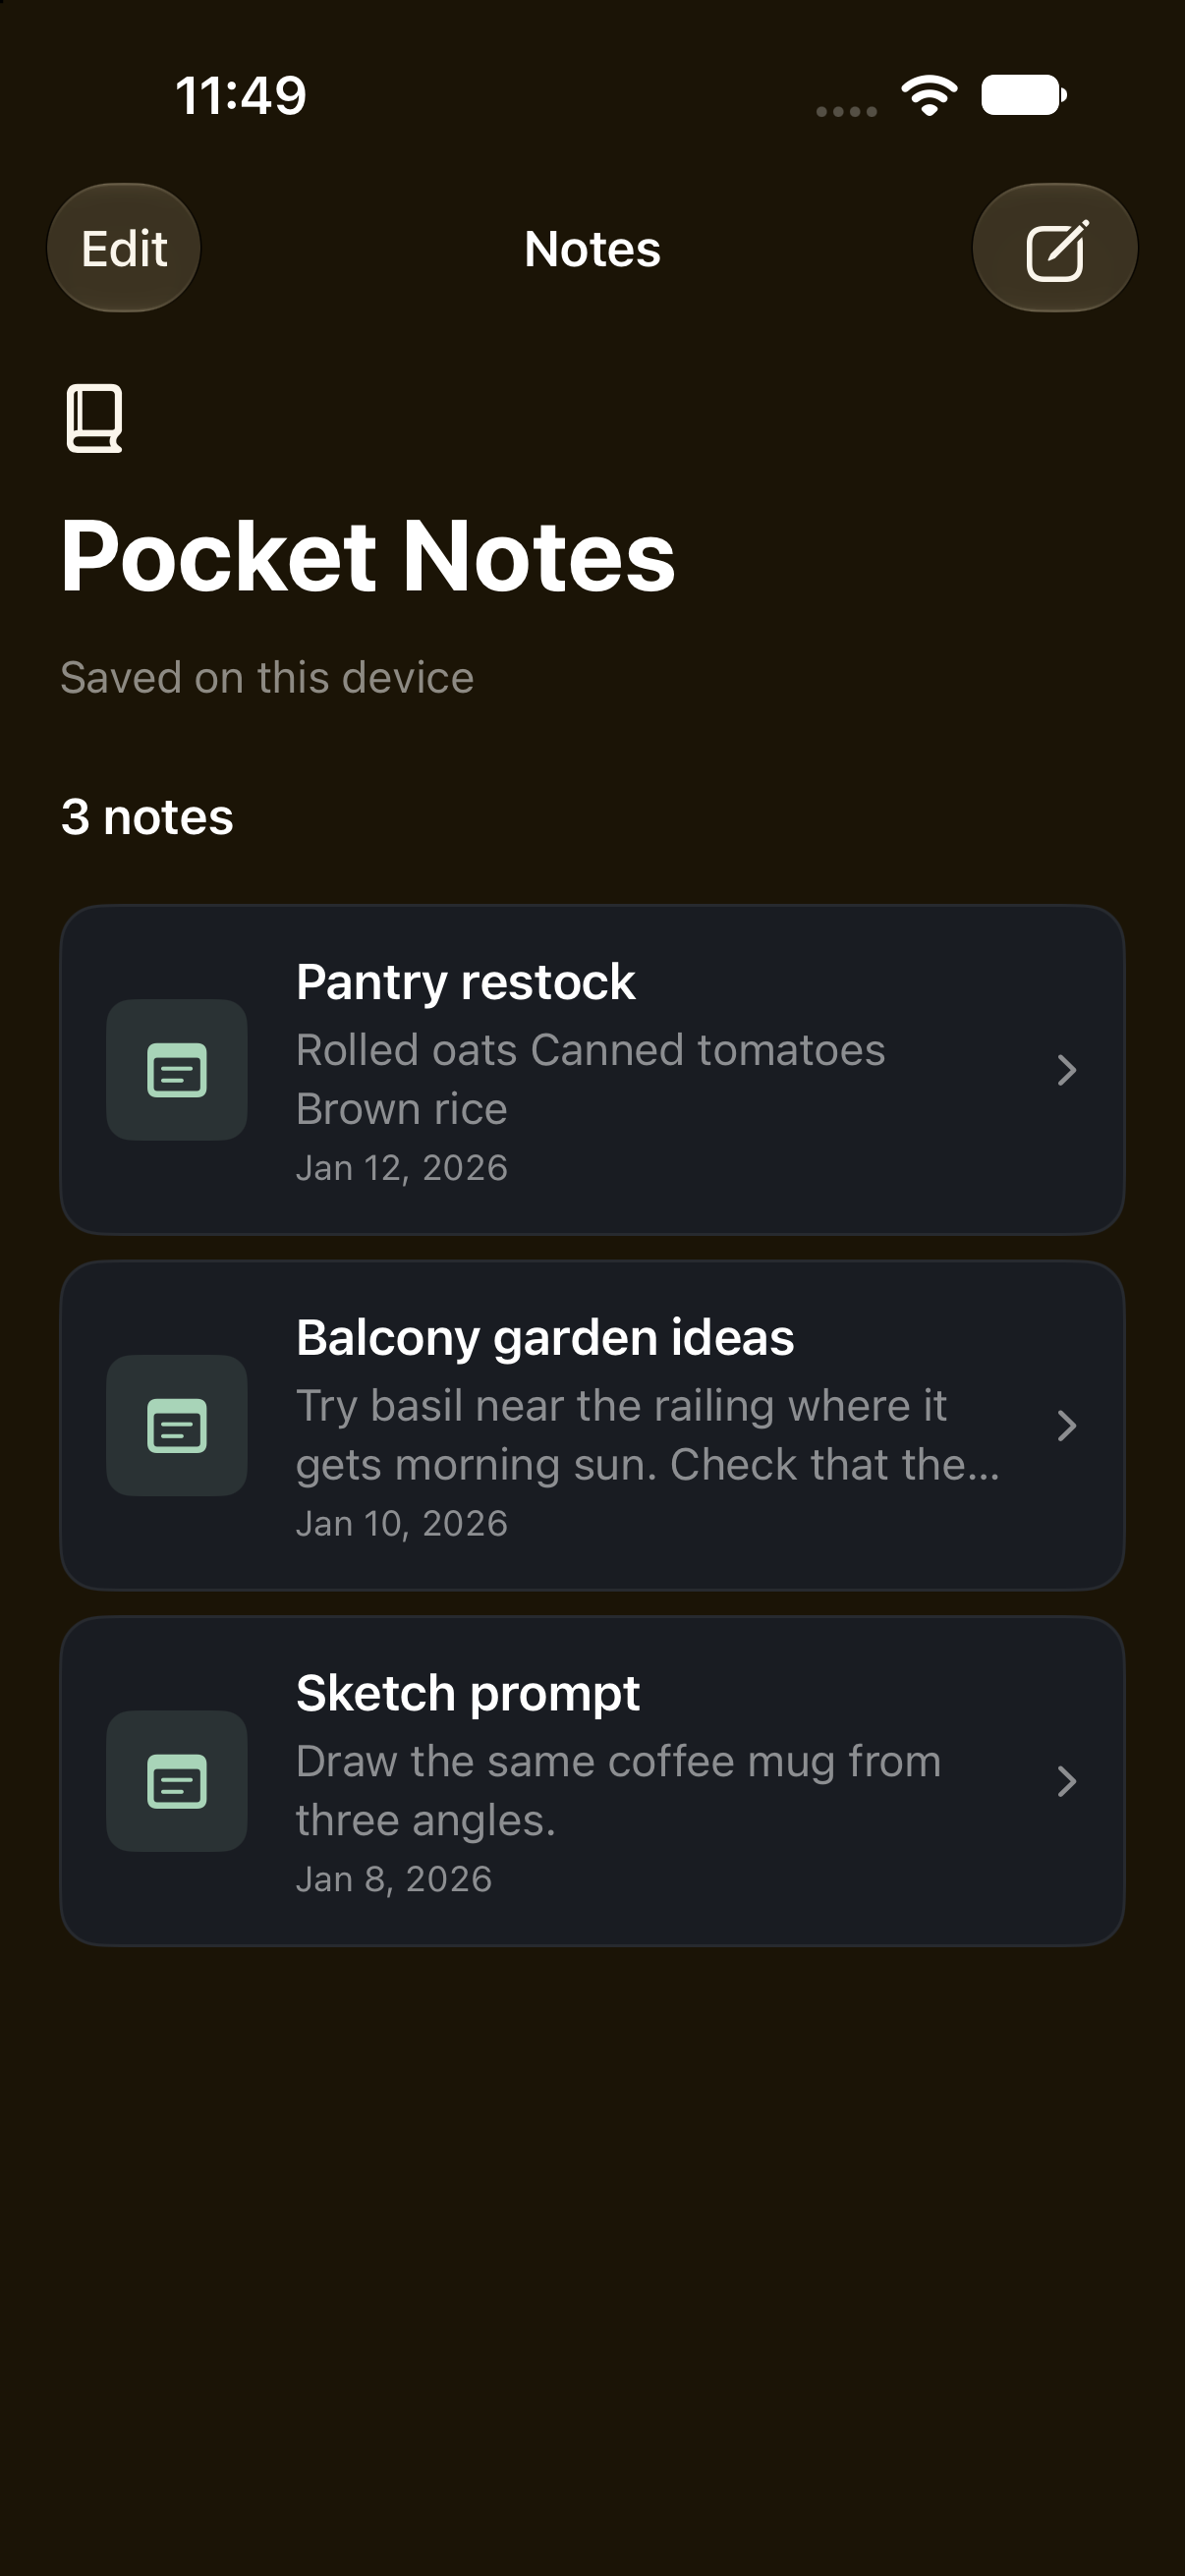 11:49
Edit
Notes
Pocket Notes
Saved on this device
3 notes
Pantry restock
Rolled oats Canned tomatoes
Brown rice
Jan 12, 2026
Balcony garden ideas
Try basil near the railing where it
gets morning sun. Check that the...
Jan 10, 2026
Sketch prompt
Draw the same coffee mug from
three angles.
Jan 8, 2026